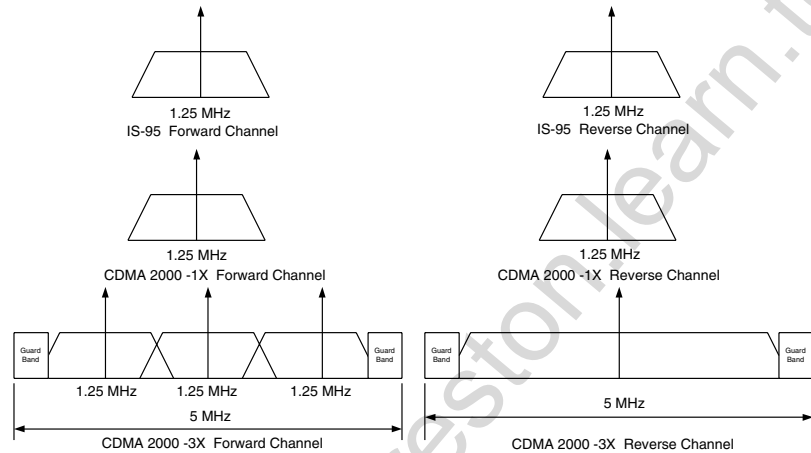 1.25 MHz
IS-95 Forward Channel
1.25 MHz
IS-95 Reverse Channel
1.25 MHz
CDMA 2000 -1X Forward Channel
1.25 MHz
CDMA 2000 -1X Reverse Channel
Guard
Band
1.25 MHz
1.25 MHz
1.25 MHz
Guard
Band
5 MHz
CDMA 2000 -3X Forward Channel
Guard
Band
Guard
Band
5 MHz
CDMA 2000 -3X Reverse Channel
eston.learn.t